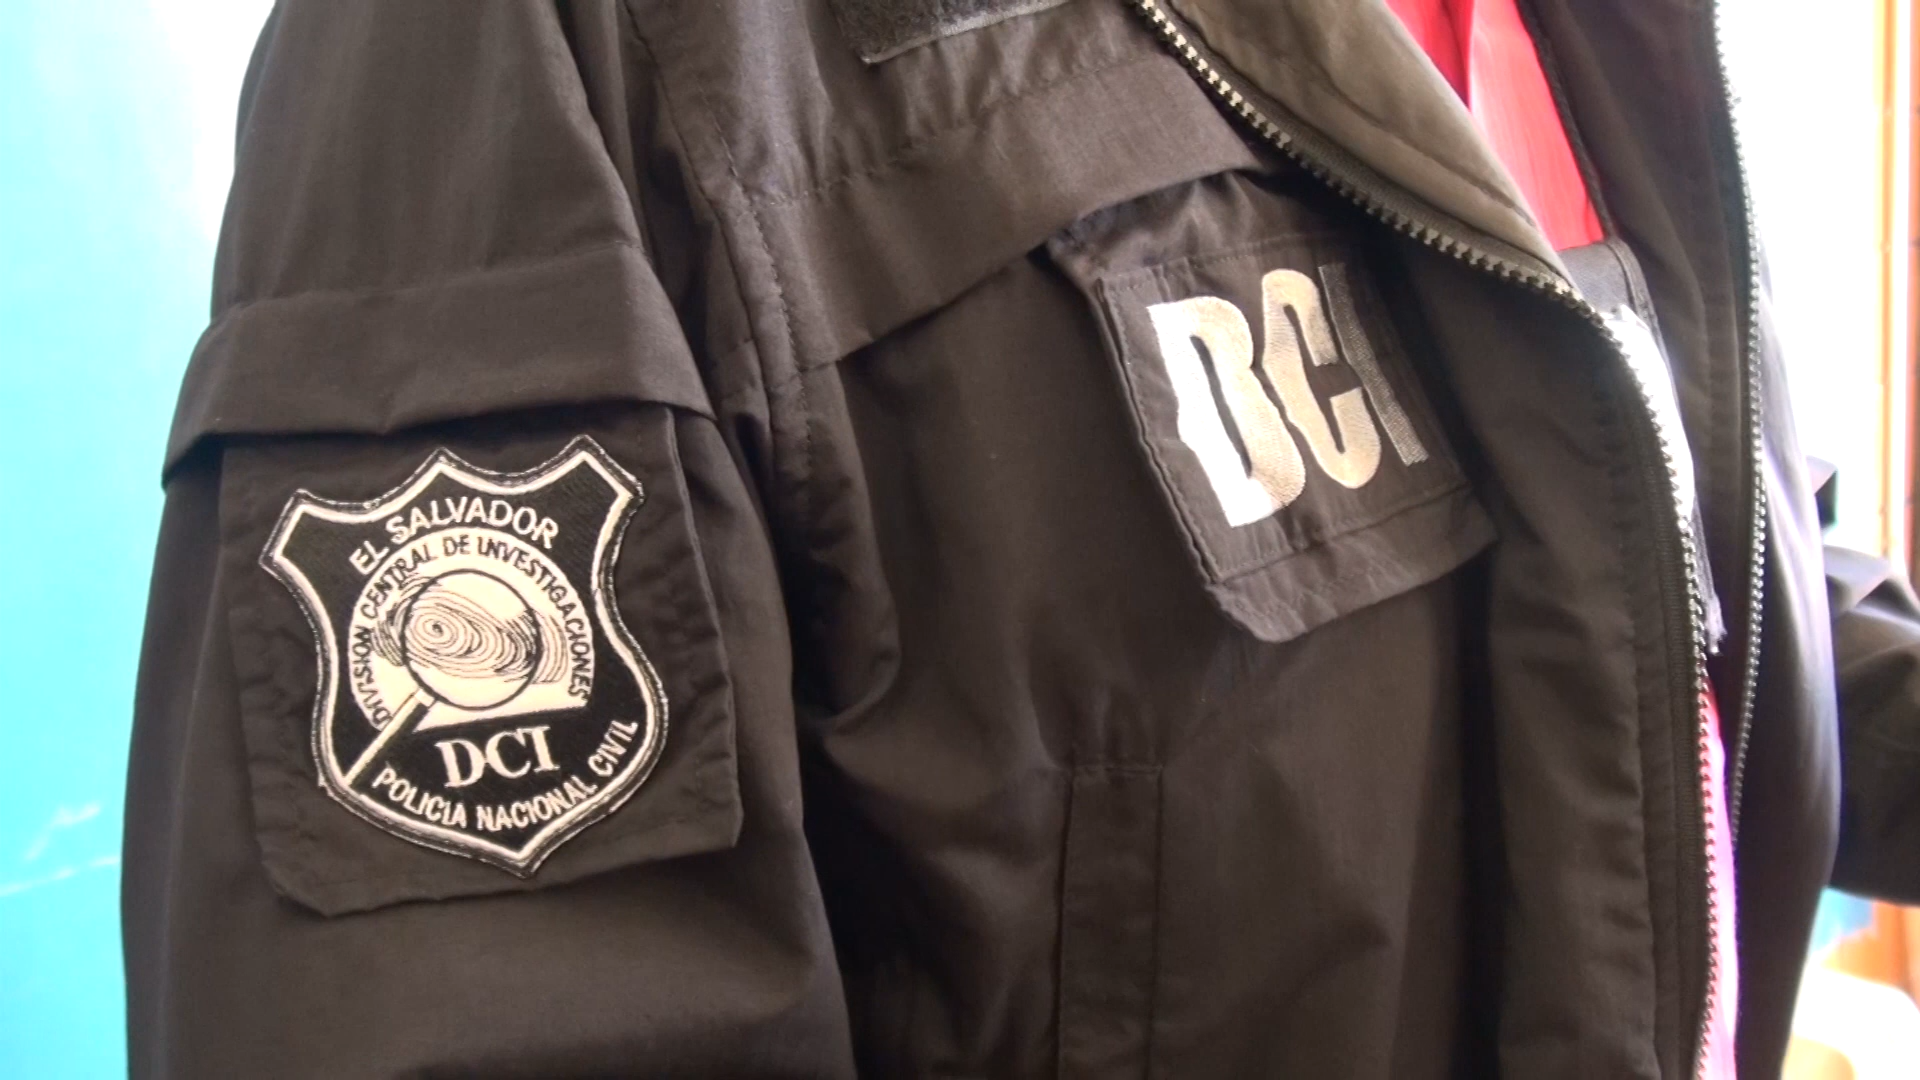 EL SALVADOR
DIVISION CENTRAL DE INVESTIGACIONES
DCI
POLICIA NACIONAL CIVIL
DCI